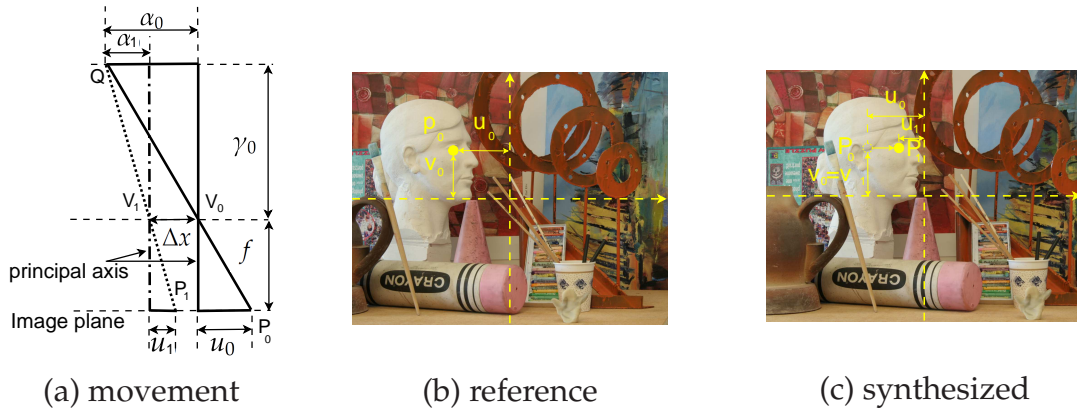 α₀
α₁
Q
γ₀
V₁
V₀
Δx
f
principal axis
P₁
Image plane
P₀
u₁
u₀
(a) movement
p₀
u₀
v₀
CRAYON
(b) reference
u₀
u₁
P₀
P₁
v₀=v₁
CRAYON
(c) synthesized